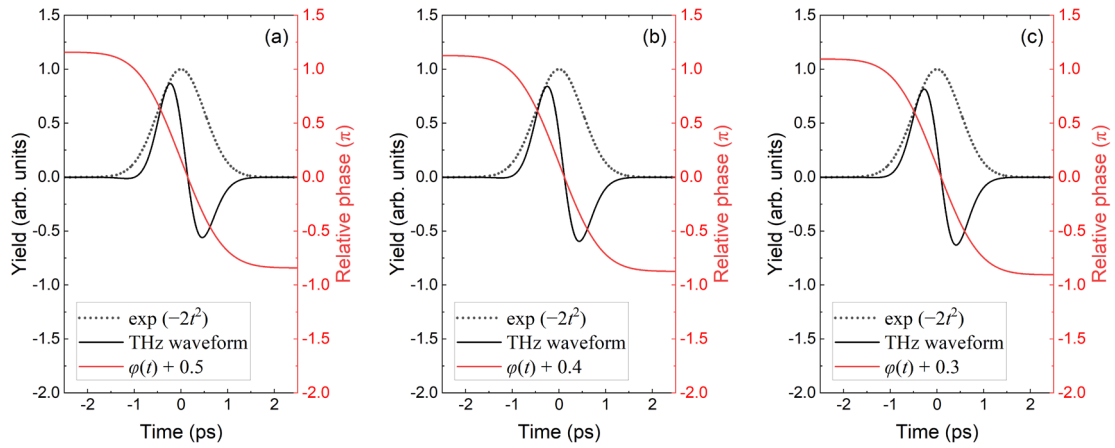 (a)
1.5
1.0
0.5
0.0
-0.5
-1.0
-1.5
-2.0
Yield (arb. units)
2.0
1.5
1.0
0.5
0.0
-0.5
-1.0
-1.5
-2.0
Relative phase (π)
exp (−2t²)
THz waveform
φ(t) + 0.5
-2 -1 0 1 2
Time (ps)
(b)
1.5
1.0
0.5
0.0
-0.5
-1.0
-1.5
-2.0
Yield (arb. units)
1.5
1.0
0.5
0.0
-0.5
-1.0
-1.5
-2.0
Relative phase (π)
exp (−2t²)
THz waveform
φ(t) + 0.4
-2 -1 0 1 2
Time (ps)
(c)
1.5
1.0
0.5
0.0
-0.5
-1.0
-1.5
-2.0
Yield (arb. units)
1.5
1.0
0.5
0.0
-0.5
-1.0
-1.5
-2.0
Relative phase (π)
exp (−2t²)
THz waveform
φ(t) + 0.3
-2 -1 0 1 2
Time (ps)